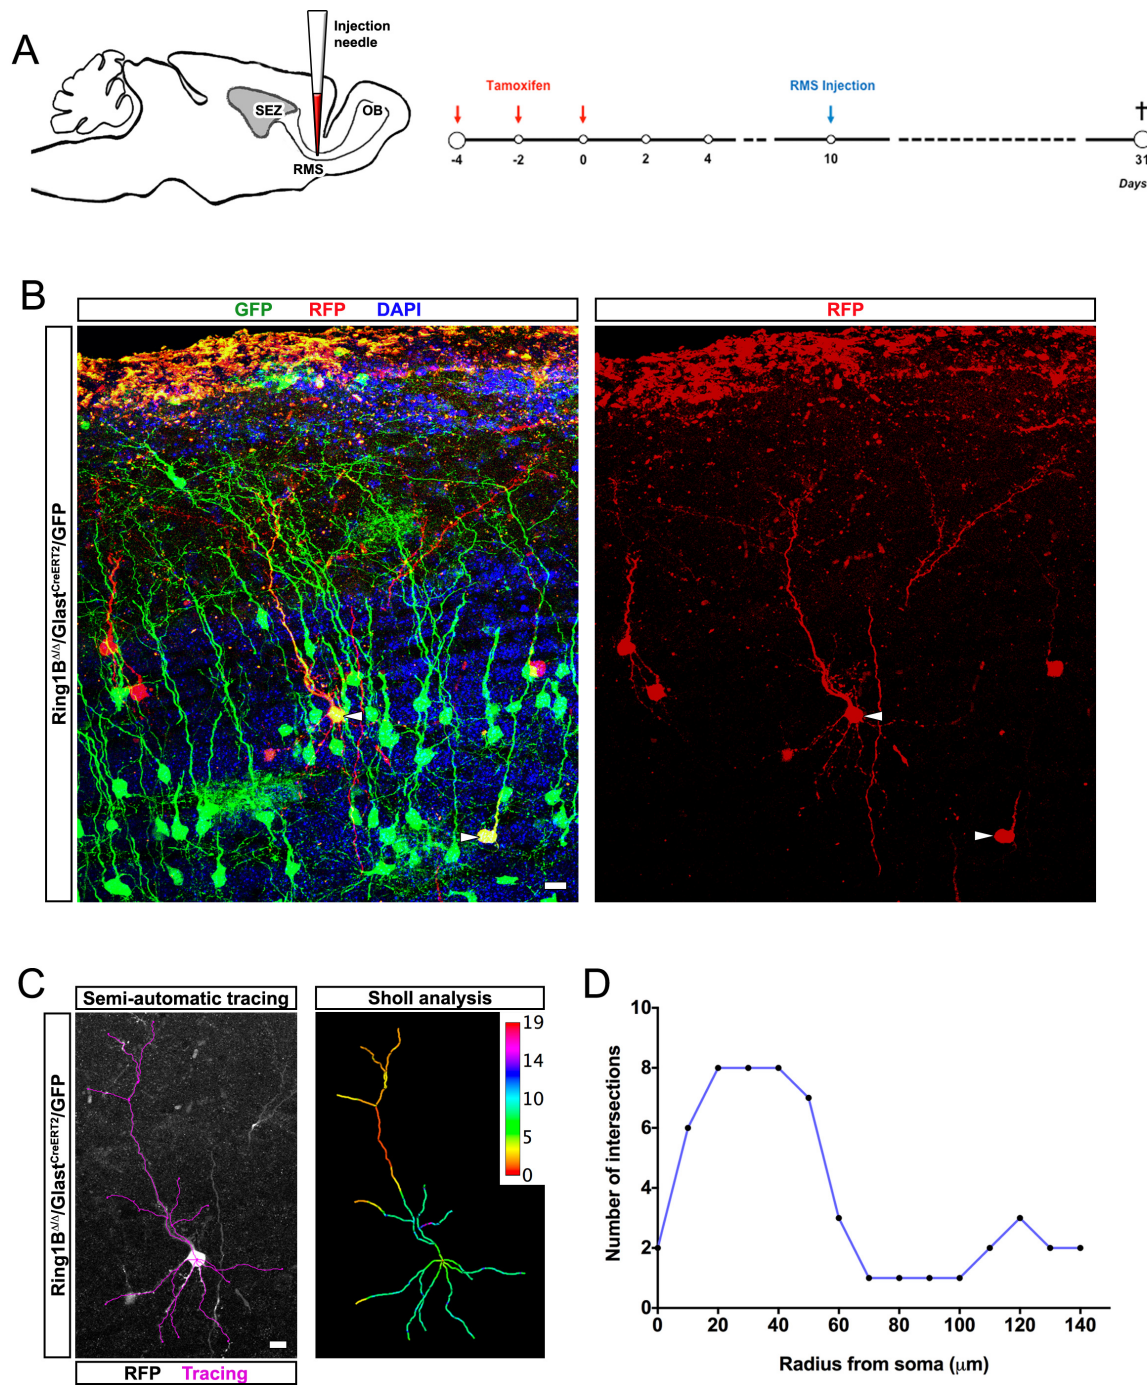 A
Injection
needle
SEZ
OB
RMS
Tamoxifen
RMS Injection
-4
-2
0
2
4
10
31
Days
B
GFP RFP DAPI
RFP
Ring1BΔ/Δ/GlastCreERT2/GFP
C
Semi-automatic tracing
Sholl analysis
Ring1BΔ/Δ/GlastCreERT2/GFP
19
14
10
5
0
RFP Tracing
D
Number of intersections
10
8
6
4
2
0
0 20 40 60 80 100 120 140
Radius from soma (μm)